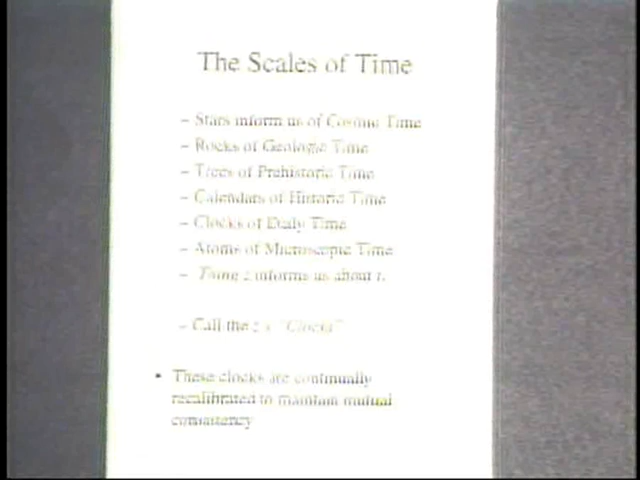 The Scales of Time
– Stars inform us of Cosmic Time
– Rocks of Geologic Time
– Trees of Prehistoric Time
– Calendars of Historic Time
– Clocks of Daily Time
– Atoms of Microscopic Time
– Thing z informs us about t.
– Call the z's "Clocks"
• These clocks are continually
recalibrated to maintain mutual
consistency